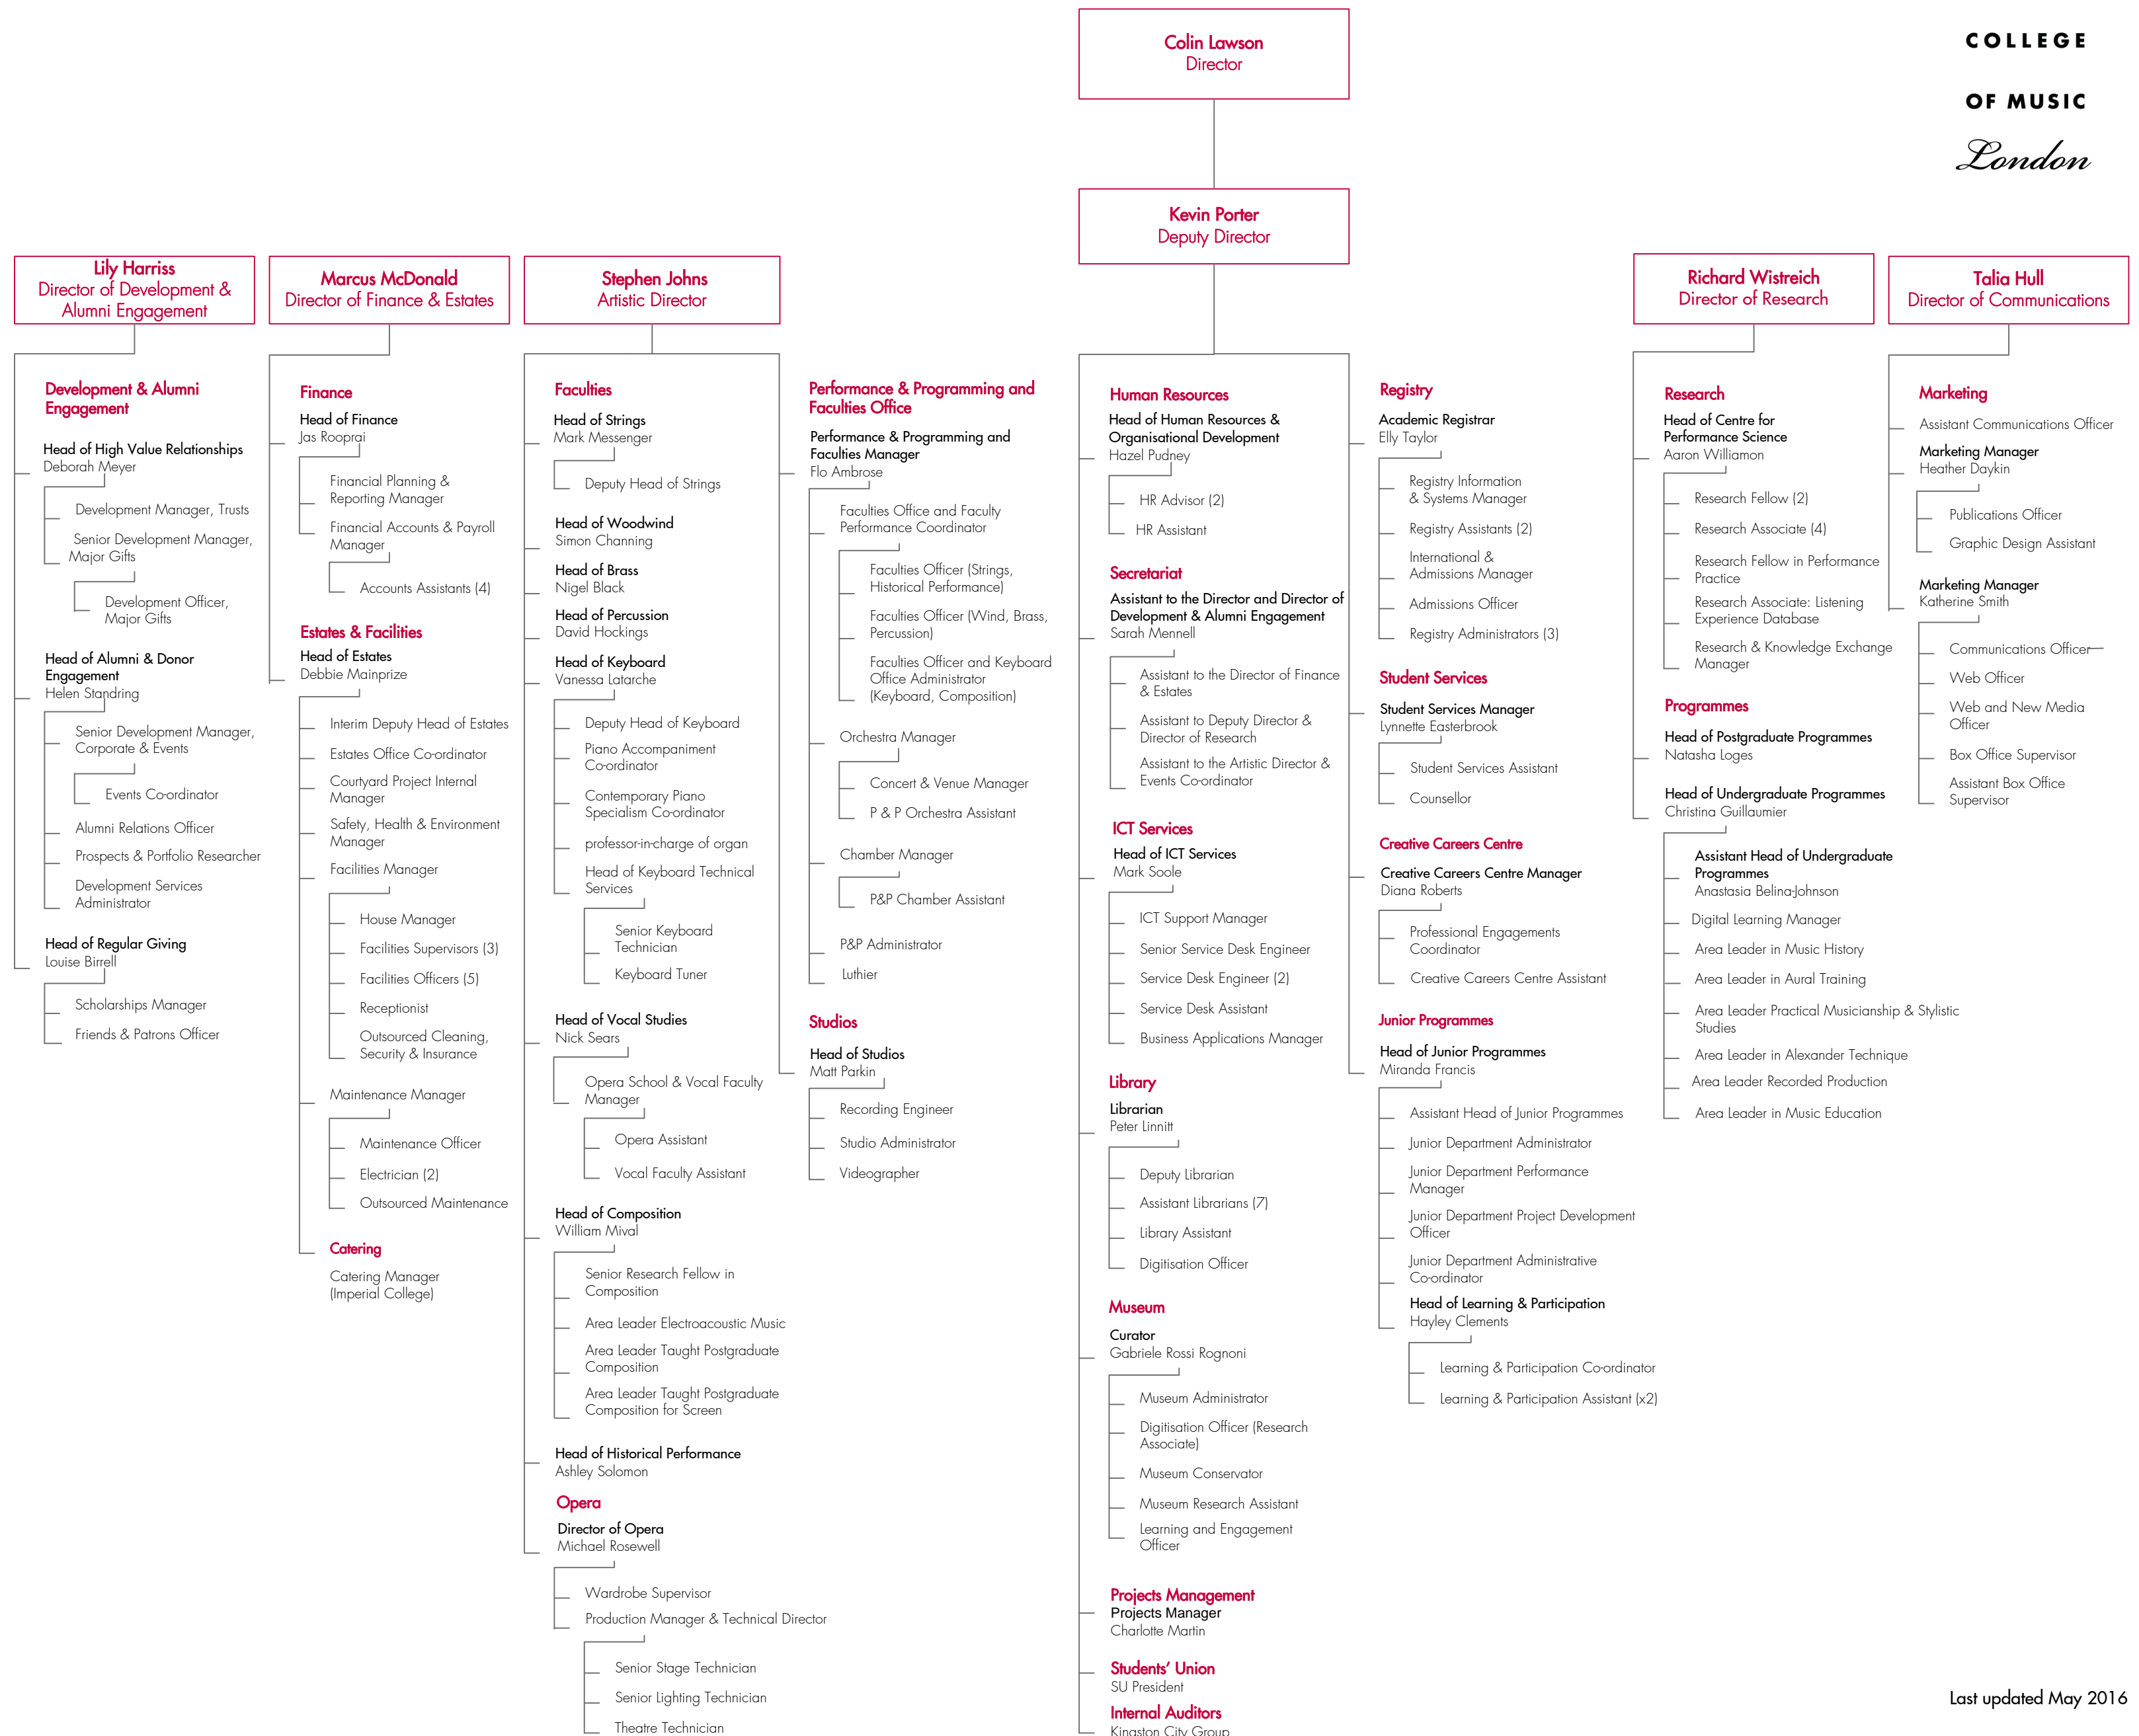 COLLEGE
OF MUSIC
London
Colin Lawson
Director
Kevin Porter
Deputy Director
Lily Harriss
Director of Development &
Alumni Engagement
Marcus McDonald
Director of Finance & Estates
Stephen Johns
Artistic Director
Richard Wistreich
Director of Research
Talia Hull
Director of Communications
Development & Alumni
Engagement
Head of High Value Relationships
Deborah Meyer
Development Manager, Trusts
Senior Development Manager,
Major Gifts
Development Officer,
Major Gifts
Head of Alumni & Donor
Engagement
Helen Standring
Senior Development Manager,
Corporate & Events
Events Co-ordinator
Alumni Relations Officer
Prospects & Portfolio Researcher
Development Services
Administrator
Head of Regular Giving
Louise Birrell
Scholarships Manager
Friends & Patrons Officer
Finance
Head of Finance
Jas Rooprai
Financial Planning &
Reporting Manager
Financial Accounts & Payroll
Manager
Accounts Assistants (4)
Estates & Facilities
Head of Estates
Debbie Mainprize
Interim Deputy Head of Estates
Estates Office Co-ordinator
Courtyard Project Internal
Manager
Safety, Health & Environment
Manager
Facilities Manager
House Manager
Facilities Supervisors (3)
Facilities Officers (5)
Receptionist
Outsourced Cleaning,
Security & Insurance
Maintenance Manager
Maintenance Officer
Electrician (2)
Outsourced Maintenance
Catering
Catering Manager
(Imperial College)
Faculties
Head of Strings
Mark Messenger
Deputy Head of Strings
Head of Woodwind
Simon Channing
Head of Brass
Nigel Black
Head of Percussion
David Hockings
Head of Keyboard
Vanessa Latarche
Deputy Head of Keyboard
Piano Accompaniment
Co-ordinator
Contemporary Piano
Specialism Co-ordinator
professor-in-charge of organ
Head of Keyboard Technical
Services
Senior Keyboard
Technician
Keyboard Tuner
Head of Vocal Studies
Nick Sears
Opera School & Vocal Faculty
Manager
Opera Assistant
Vocal Faculty Assistant
Head of Composition
William Mival
Senior Research Fellow in
Composition
Area Leader Electroacoustic Music
Area Leader Taught Postgraduate
Composition
Area Leader Taught Postgraduate
Composition for Screen
Head of Historical Performance
Ashley Solomon
Opera
Director of Opera
Michael Rosewell
Wardrobe Supervisor
Production Manager & Technical Director
Senior Stage Technician
Senior Lighting Technician
Theatre Technician
Performance & Programming and
Faculties Office
Performance & Programming and
Faculties Manager
Flo Ambrose
Faculties Office and Faculty
Performance Coordinator
Faculties Officer (Strings,
Historical Performance)
Faculties Officer (Wind, Brass,
Percussion)
Faculties Officer and Keyboard
Office Administrator
(Keyboard, Composition)
Orchestra Manager
Concert & Venue Manager
P & P Orchestra Assistant
Chamber Manager
P&P Chamber Assistant
P&P Administrator
Luthier
Studios
Head of Studios
Matt Parkin
Recording Engineer
Studio Administrator
Videographer
Human Resources
Head of Human Resources &
Organisational Development
Hazel Pudney
HR Advisor (2)
HR Assistant
Secretariat
Assistant to the Director and Director of
Development & Alumni Engagement
Sarah Mennell
Assistant to the Director of Finance
& Estates
Assistant to Deputy Director &
Director of Research
Assistant to the Artistic Director &
Events Co-ordinator
ICT Services
Head of ICT Services
Mark Soole
ICT Support Manager
Senior Service Desk Engineer
Service Desk Engineer (2)
Service Desk Assistant
Business Applications Manager
Library
Librarian
Peter Linnitt
Deputy Librarian
Assistant Librarians (7)
Library Assistant
Digitisation Officer
Museum
Curator
Gabriele Rossi Rognoni
Museum Administrator
Digitisation Officer (Research
Associate)
Museum Conservator
Museum Research Assistant
Learning and Engagement
Officer
Projects Management
Projects Manager
Charlotte Martin
Students' Union
SU President
Internal Auditors
Kingston City Group
Registry
Academic Registrar
Elly Taylor
Registry Information
& Systems Manager
Registry Assistants (2)
International &
Admissions Manager
Admissions Officer
Registry Administrators (3)
Student Services
Student Services Manager
Lynnette Easterbrook
Student Services Assistant
Counsellor
Creative Careers Centre
Creative Careers Centre Manager
Diana Roberts
Professional Engagements
Coordinator
Creative Careers Centre Assistant
Junior Programmes
Head of Junior Programmes
Miranda Francis
Assistant Head of Junior Programmes
Junior Department Administrator
Junior Department Performance
Manager
Junior Department Project Development
Officer
Junior Department Administrative
Co-ordinator
Head of Learning & Participation
Hayley Clements
Learning & Participation Co-ordinator
Learning & Participation Assistant (x2)
Research
Head of Centre for
Performance Science
Aaron Williamon
Research Fellow (2)
Research Associate (4)
Research Fellow in Performance
Practice
Research Associate: Listening
Experience Database
Research & Knowledge Exchange
Manager
Programmes
Head of Postgraduate Programmes
Natasha Loges
Head of Undergraduate Programmes
Christina Guillaumier
Assistant Head of Undergraduate
Programmes
Anastasia Belina-Johnson
Digital Learning Manager
Area Leader in Music History
Area Leader in Aural Training
Area Leader Practical Musicianship & Stylistic
Studies
Area Leader in Alexander Technique
Area Leader Recorded Production
Area Leader in Music Education
Marketing
Assistant Communications Officer
Marketing Manager
Heather Daykin
Publications Officer
Graphic Design Assistant
Marketing Manager
Katherine Smith
Communications Officer
Web Officer
Web and New Media
Officer
Box Office Supervisor
Assistant Box Office
Supervisor
Last updated May 2016